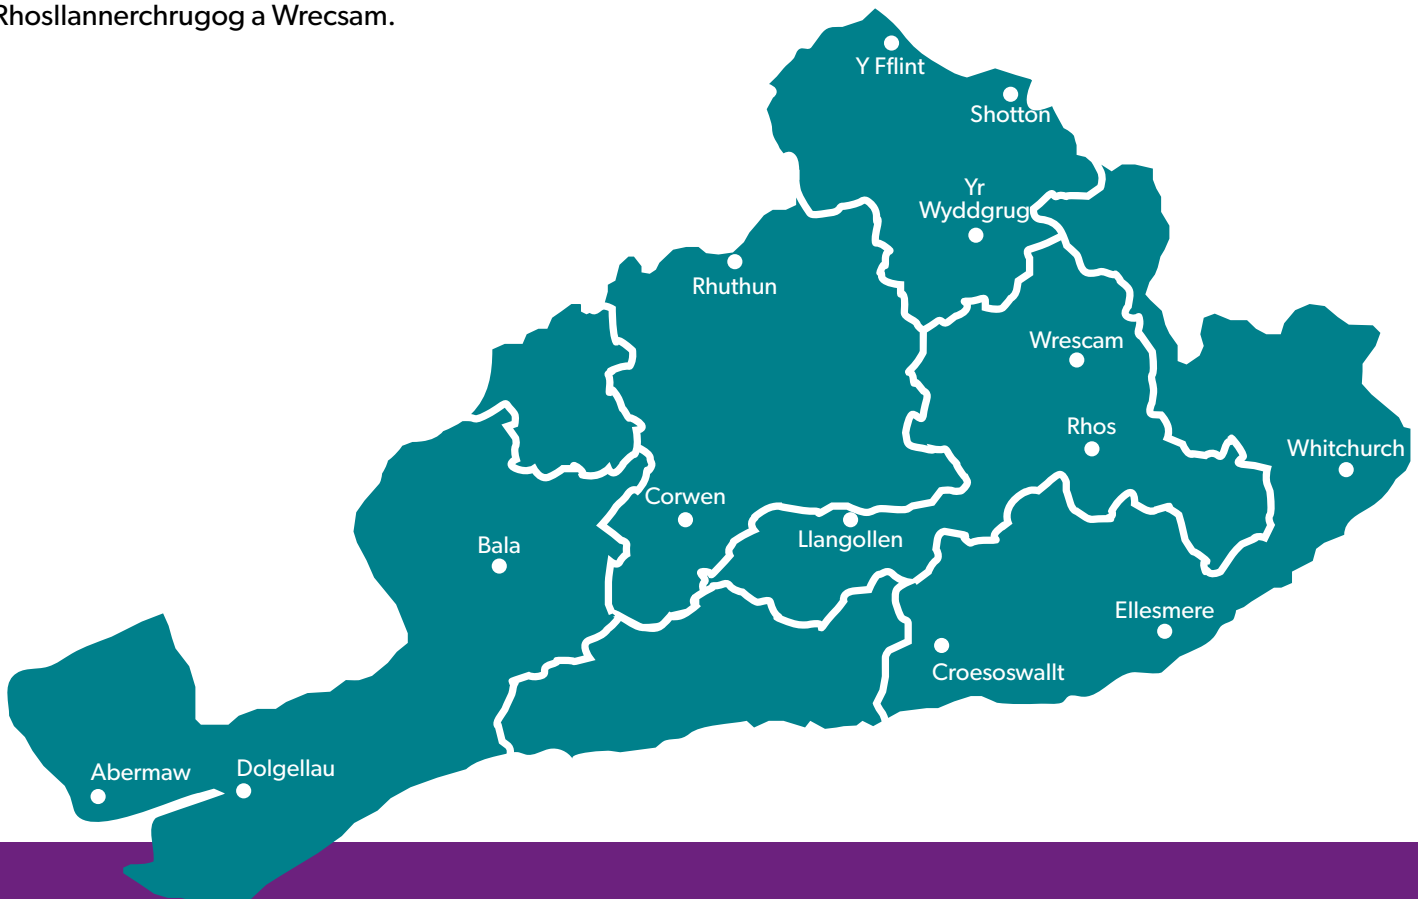 Rhosllannerchrugog a Wrecsam.
Y Fflint
Shotton
Yr
Wyddgrug
Rhuthun
Wrescam
Rhos
Whitchurch
Corwen
Llangollen
Bala
Ellesmere
Croesoswallt
Abermaw
Dolgellau